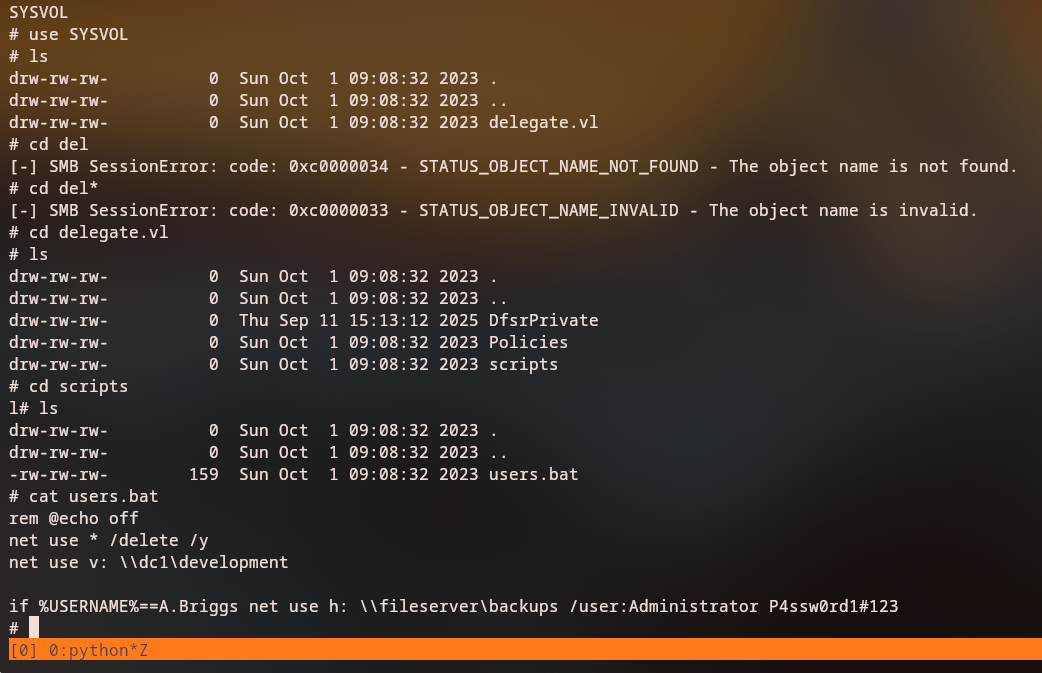 SYSVOL
# use SYSVOL
# ls
drw-rw-rw-          0  Sun Oct  1 09:08:32 2023 .
drw-rw-rw-          0  Sun Oct  1 09:08:32 2023 ..
drw-rw-rw-          0  Sun Oct  1 09:08:32 2023 delegate.vl
# cd del
[-] SMB SessionError: code: 0xc0000034 - STATUS_OBJECT_NAME_NOT_FOUND - The object name is not found.
# cd del*
[-] SMB SessionError: code: 0xc0000033 - STATUS_OBJECT_NAME_INVALID - The object name is invalid.
# cd delegate.vl
# ls
drw-rw-rw-          0  Sun Oct  1 09:08:32 2023 .
drw-rw-rw-          0  Sun Oct  1 09:08:32 2023 ..
drw-rw-rw-          0  Thu Sep 11 15:13:12 2025 DfsrPrivate
drw-rw-rw-          0  Sun Oct  1 09:08:32 2023 Policies
drw-rw-rw-          0  Sun Oct  1 09:08:32 2023 scripts
# cd scripts
l# ls
drw-rw-rw-          0  Sun Oct  1 09:08:32 2023 .
drw-rw-rw-          0  Sun Oct  1 09:08:32 2023 ..
-rw-rw-rw-        159  Sun Oct  1 09:08:32 2023 users.bat
# cat users.bat
rem @echo off
net use * /delete /y
net use v: \\dc1\development

if %USERNAME%==A.Briggs net use h: \\fileserver\backups /user:Administrator P4ssw0rd1#123
#
[0] 0:python*Z